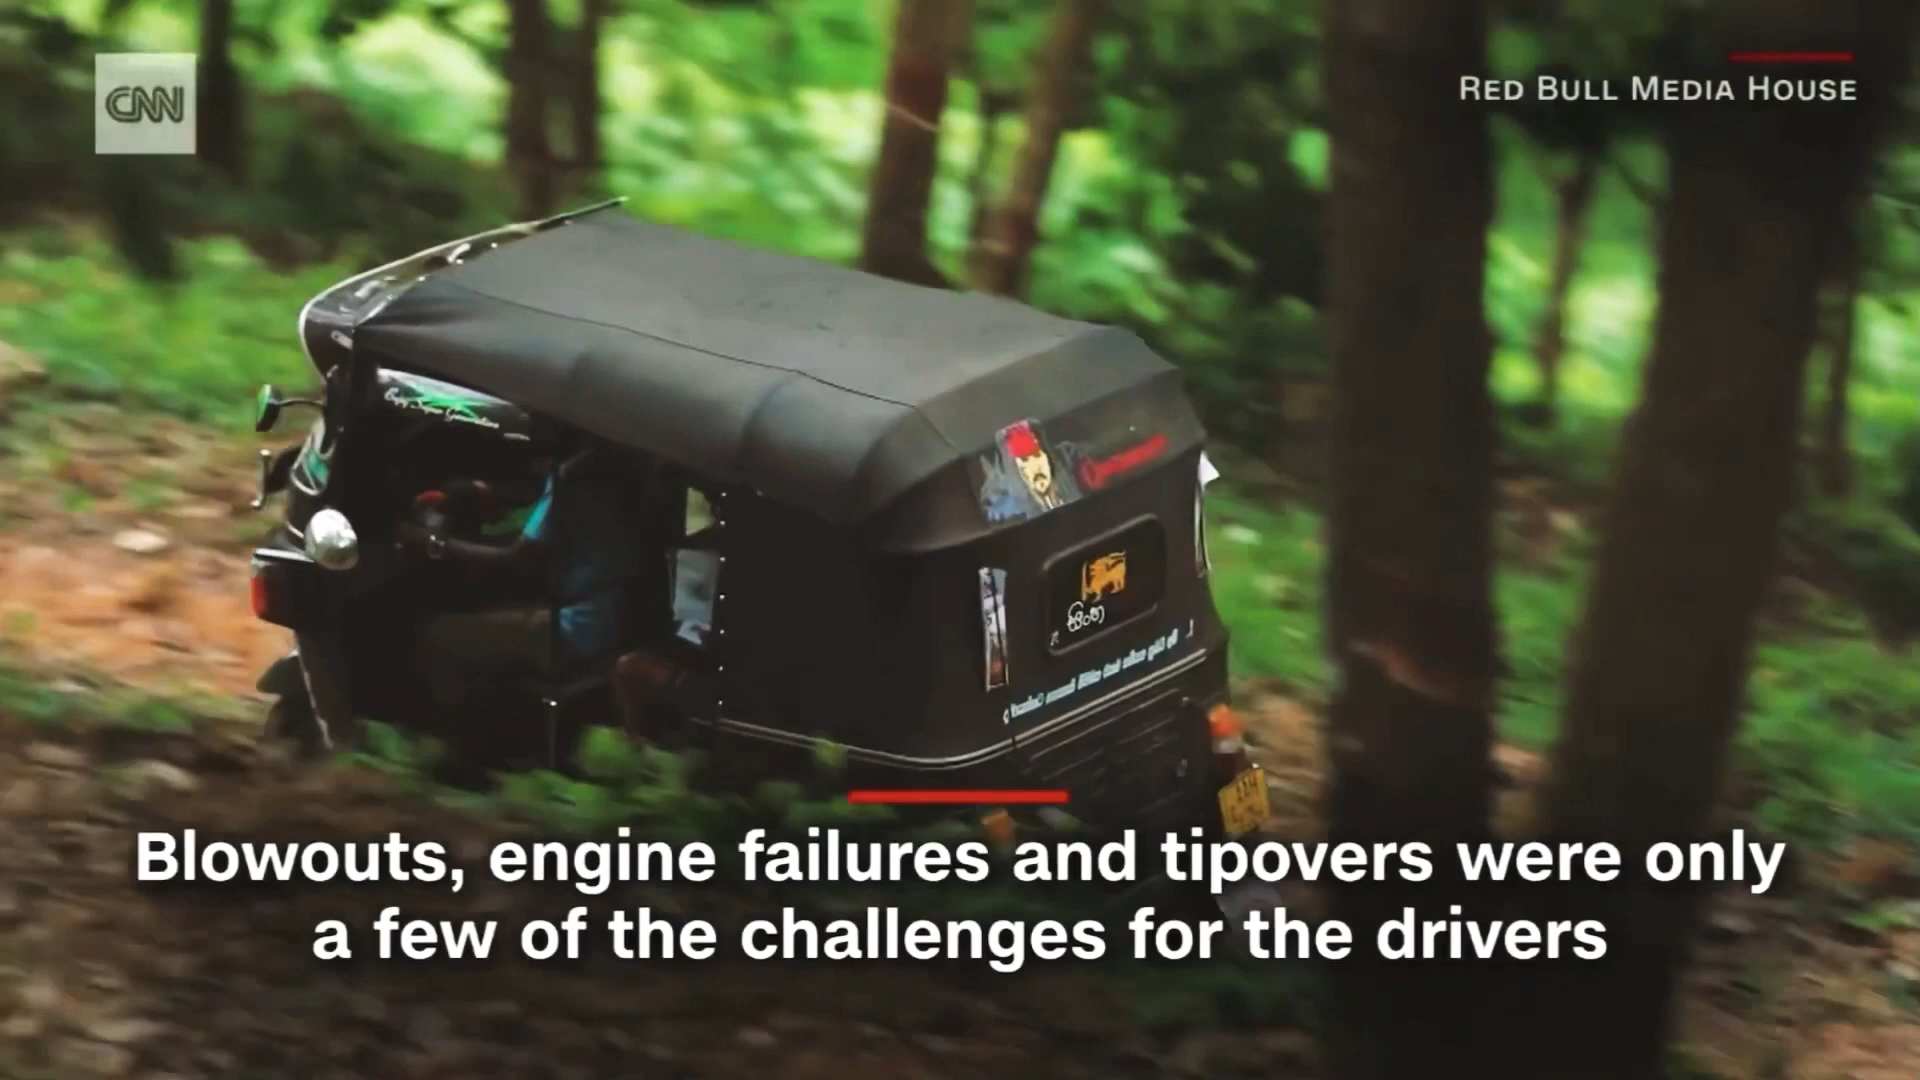 CNN
RED BULL MEDIA HOUSE
සිංහ
Blowouts, engine failures and tipovers were only
a few of the challenges for the drivers